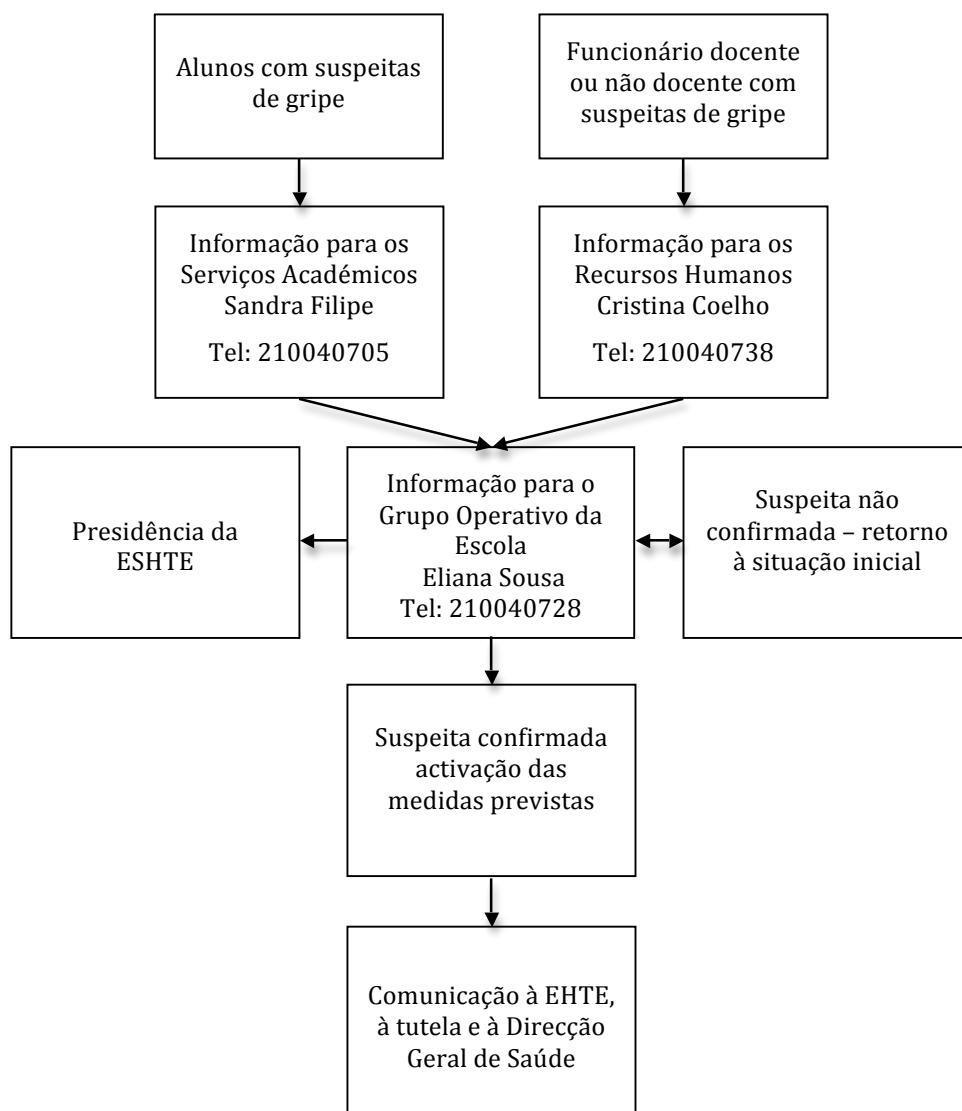 Alunos com suspeitas
de gripe
Funcionário docente
ou não docente com
suspeitas de gripe
Informação para os
Serviços Académicos
Sandra Filipe
Tel: 210040705
Informação para os
Recursos Humanos
Cristina Coelho
Tel: 210040738
Presidência da
ESHTE
Informação para o
Grupo Operativo da
Escola
Eliana Sousa
Tel: 210040728
Suspeita não
confirmada – retorno
à situação inicial
Suspeita confirmada
activação das
medidas previstas
Comunicação à EHTE,
à tutela e à Direcção
Geral de Saúde